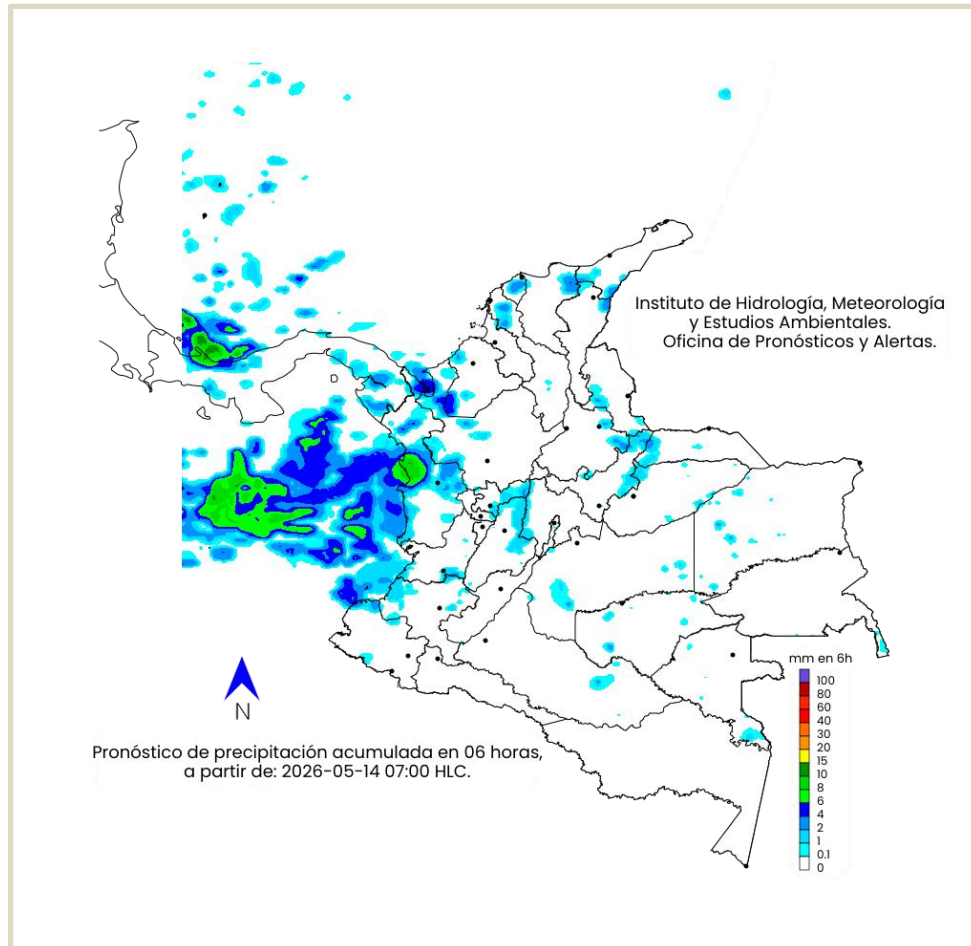 Instituto de Hidrología, Meteorología
y Estudios Ambientales.
Oficina de Pronósticos y Alertas.
mm en 6h
100
80
60
40
30
20
15
10
8
6
4
2
1
0.1
0
N
Pronóstico de precipitación acumulada en 06 horas,
a partir de: 2026-05-14 07:00 HLC.